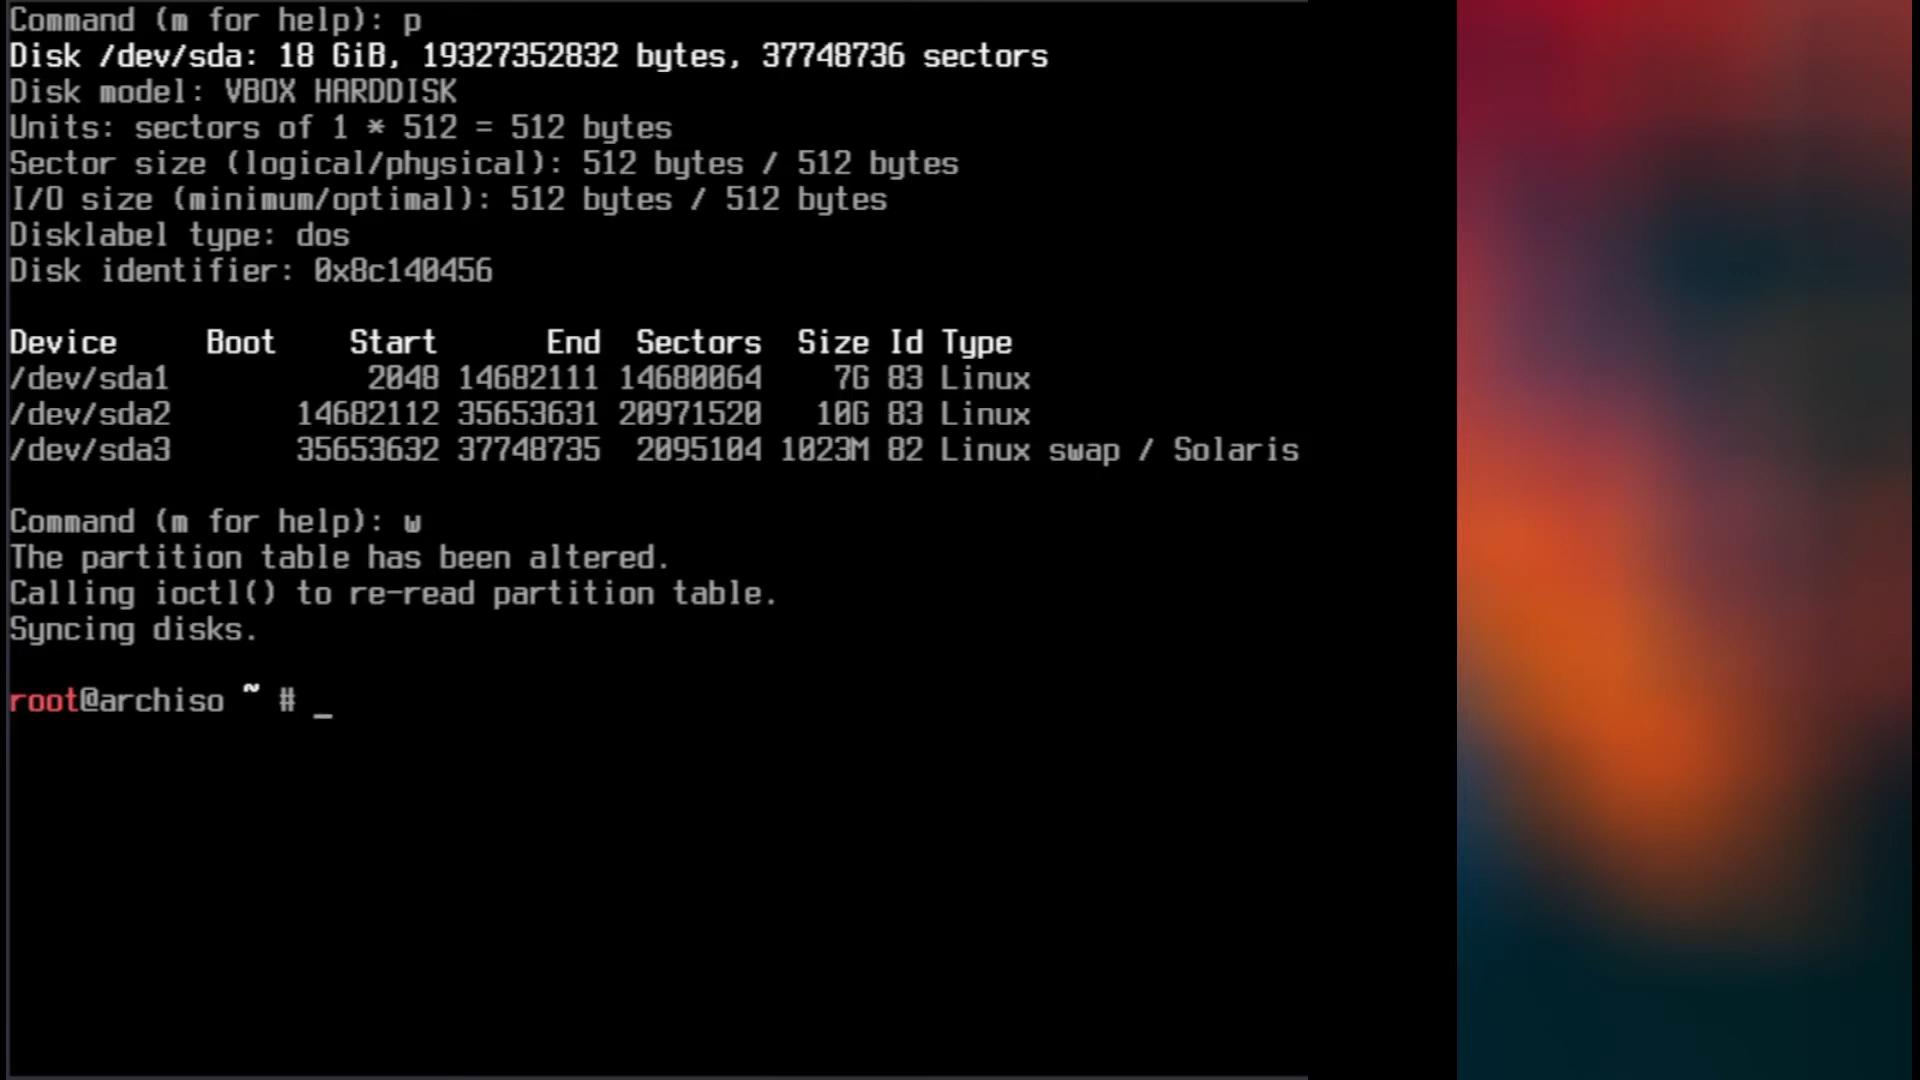 Command (m for help): p
Disk /dev/sda: 18 GiB, 19327352832 bytes, 37748736 sectors
Disk model: VBOX HARDDISK
Units: sectors of 1 * 512 = 512 bytes
Sector size (logical/physical): 512 bytes / 512 bytes
I/O size (minimum/optimal): 512 bytes / 512 bytes
Disklabel type: dos
Disk identifier: 0x8c140456
Device Boot Start End Sectors Size Id Type
/dev/sda1 2048 14682111 14680064 7G 83 Linux
/dev/sda2 14682112 35653631 20971520 10G 83 Linux
/dev/sda3 35653632 37748735 2095104 1023M 82 Linux swap / Solaris
Command (m for help): w
The partition table has been altered.
Calling ioctl() to re-read partition table.
Syncing disks.
root@archiso ~ # _